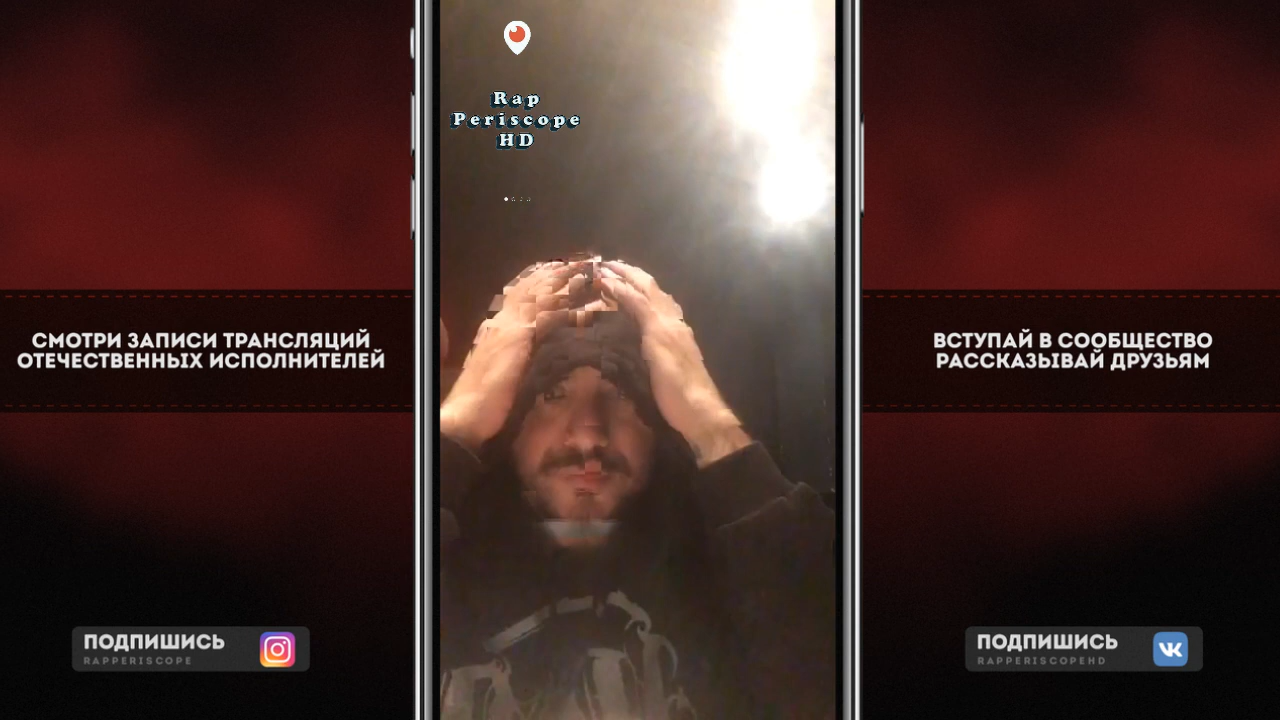 Rap
Periscope
HD
СМОТРИ ЗАПИСИ ТРАНСЛЯЦИЙ
ОТЕЧЕСТВЕННЫХ ИСПОЛНИТЕЛЕЙ
ВСТУПАЙ В СООБЩЕСТВО
РАССКАЗЫВАЙ ДРУЗЬЯМ
ПОДПИШИСЬ
RAPPERISCOPE
ПОДПИШИСЬ
RAPPERISCOPEHD